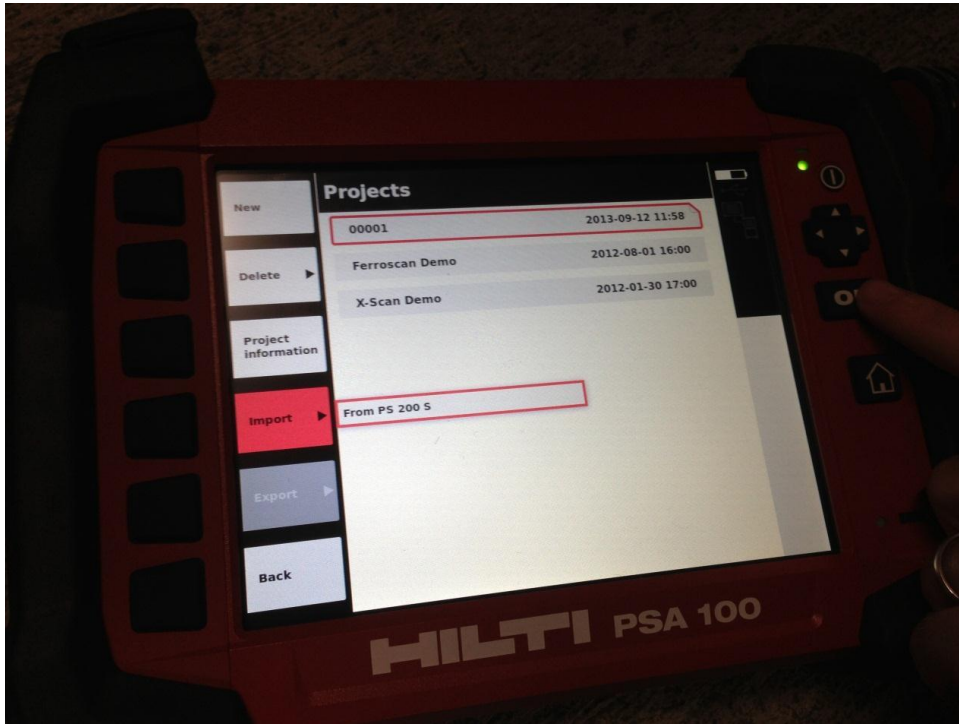 Projects
New
00001 2013-09-12 11:58
Ferroscan Demo 2012-08-01 16:00
Delete
X-Scan Demo 2012-01-30 17:00
Project
information
Import
From PS 200 S
Export
Back
HILTI PSA 100